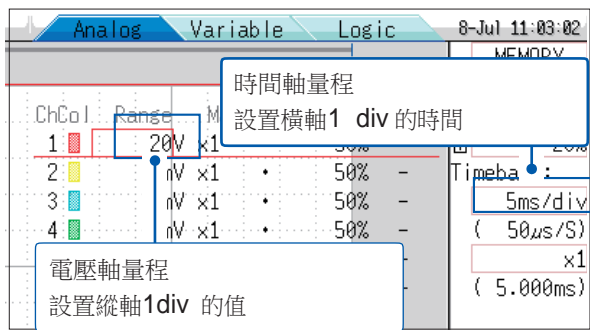 Analog Variable Logic 8-Jul 11:03:02
MEMORY
時間軸量程
設置橫軸1 div 的時間
ChCol Range
1 20V x1 50%
2 V x1 • 50% -
Timeba :
3 V x1 • 50% -
5ms/div
4 V x1 • 50% -
( 50µs/S)
x1
( 5.000ms)
電壓軸量程
設置縱軸1div 的值